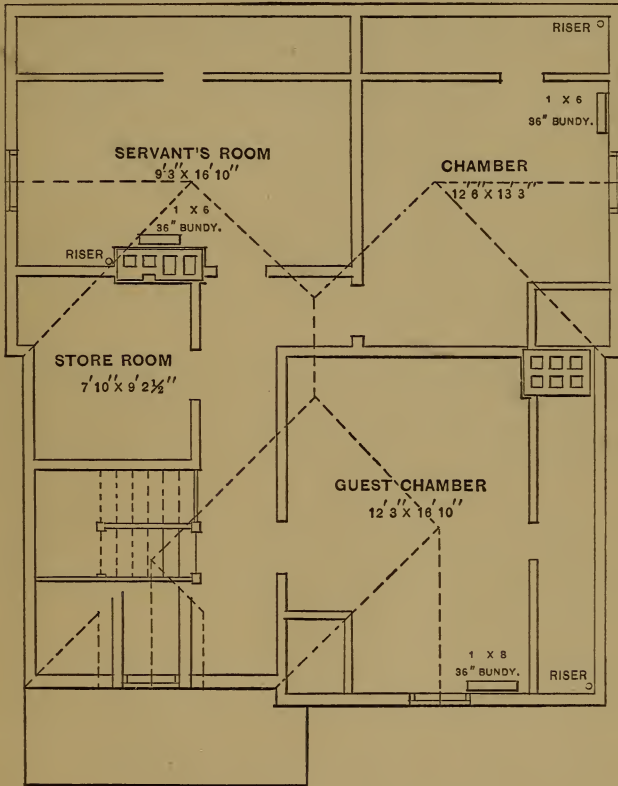 RISER
1 X 6
36" BUNDY.
SERVANT'S ROOM
9'3 X 16'10"
CHAMBER
12'6" X 13'3"
1 X 6
36" BUNDY.
RISER
STORE ROOM
7'10" X 9'2½"
GUEST CHAMBER
12'3" X 16'10"
1 X 8
36" BUNDY.
RISER